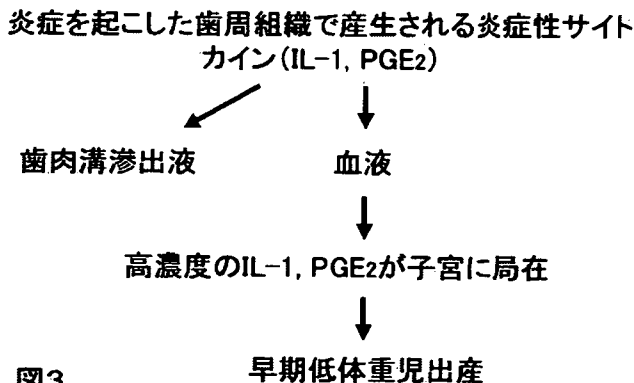 炎症を起こした歯周組織で産生される炎症性サイト
カイン(IL-1, PGE2)
歯肉溝滲出液
血液
高濃度のIL-1, PGE2が子宮に局在
早期低体重児出産
図3